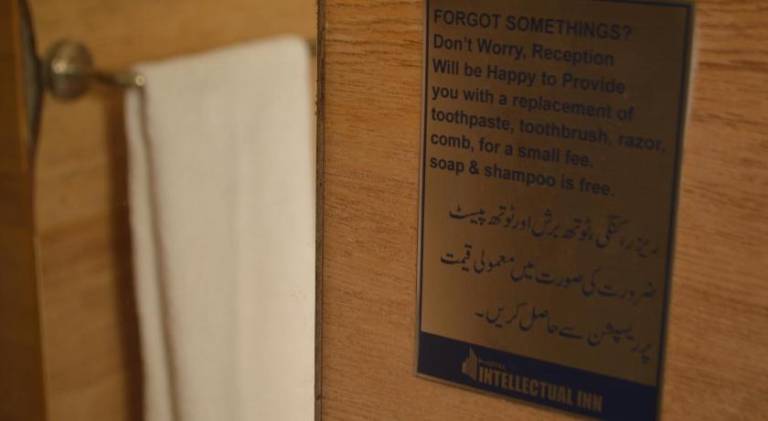 FORGOT SOMETHINGS?
Don't Worry, Reception
Will be Happy to Provide
you with a replacement of
toothpaste, toothbrush, razor,
comb, for a small fee.
soap & shampoo is free.
ریزر، کنگھی، ٹوتھ برش اور ٹوتھ پیسٹ
ضرورت کی صورت میں معمولی قیمت
پر ریسپشن سے حاصل کریں۔
INTELLECTUAL INN